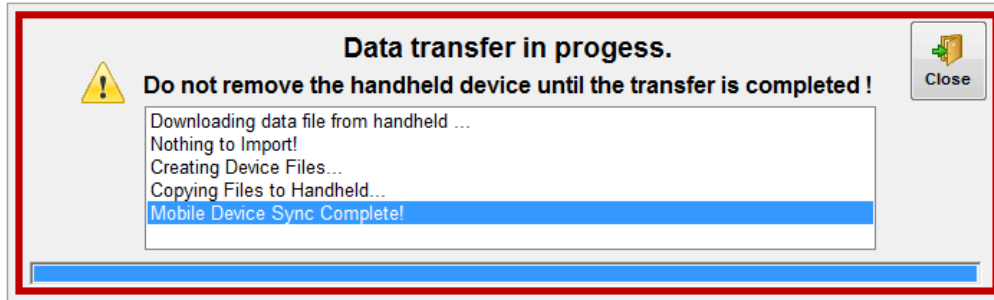 Data transfer in progess.
Do not remove the handheld device until the transfer is completed !
Close
Downloading data file from handheld ...
Nothing to Import!
Creating Device Files...
Copying Files to Handheld...
Mobile Device Sync Complete!